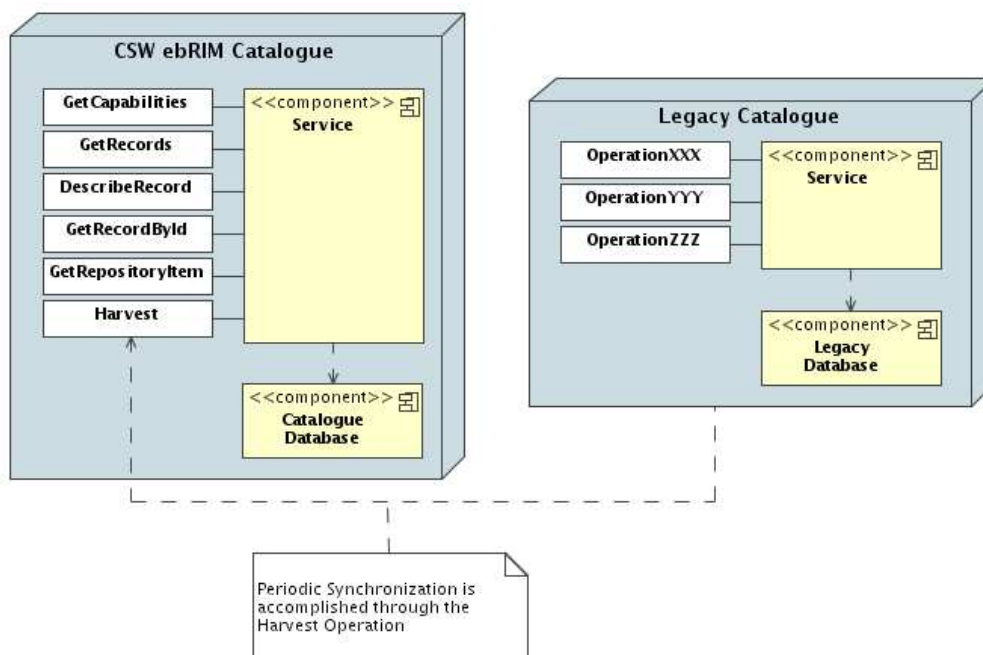 CSW ebRIM Catalogue
GetCapabilities
GetRecords
DescribeRecord
GetRecordById
GetRepositoryItem
Harvest
<<component>>
Service
<<component>>
Catalogue
Database
Legacy Catalogue
OperationXXX
OperationYYY
OperationZZZ
<<component>>
Service
<<component>>
Legacy
Database
Periodic Synchronization is
accomplished through the
Harvest Operation